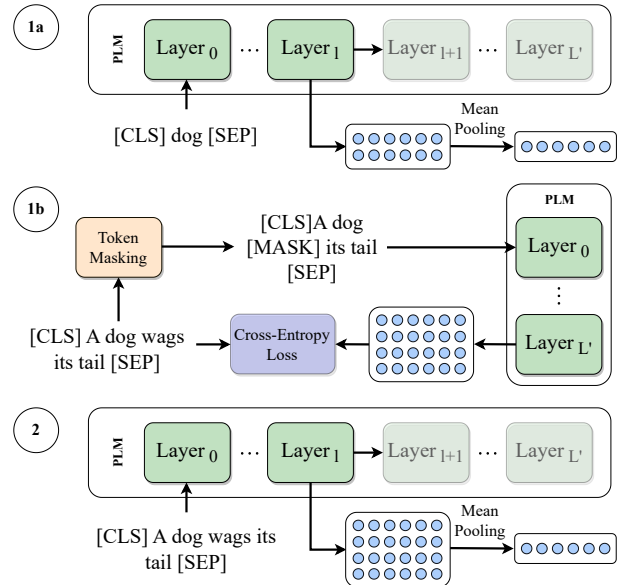 1a
PLM
Layer 0 ... Layer l Layer l+1 ... Layer L'
[CLS] dog [SEP]
Mean
Pooling
1b
PLM
Token
Masking
[CLS]A dog
[MASK] its tail
[SEP]
Layer 0
...
[CLS] A dog wags
its tail [SEP]
Cross-Entropy
Loss
Layer L'
2
PLM
Layer 0 ... Layer l Layer l+1 ... Layer L'
[CLS] A dog wags its
tail [SEP]
Mean
Pooling